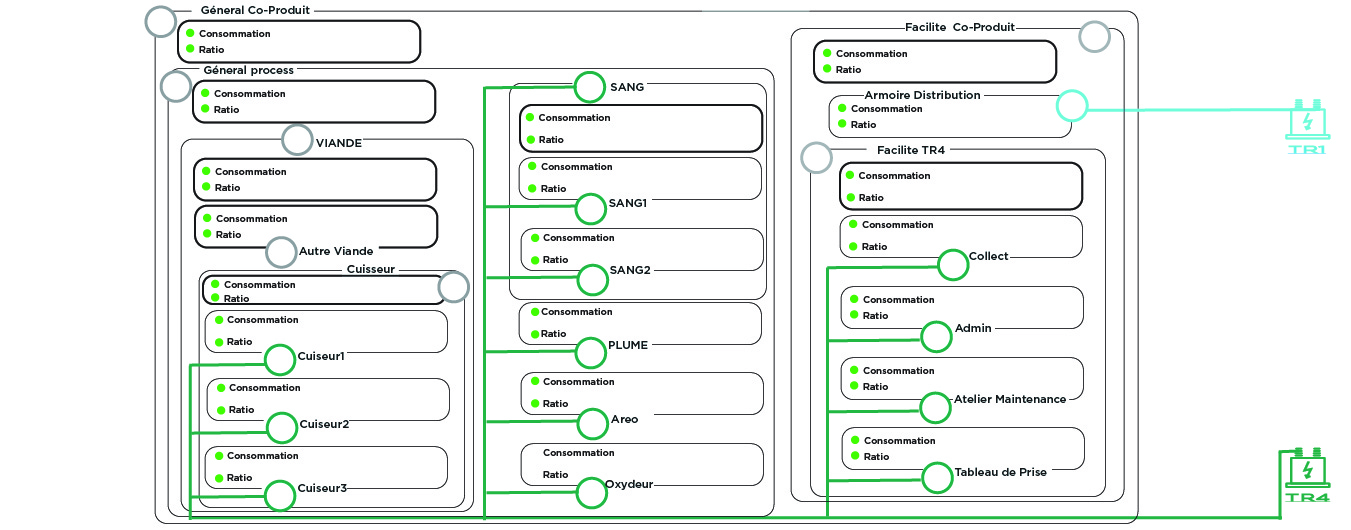 Géneral Co-Produit
Consommation
Ratio
Géneral process
Consommation
Ratio
VIANDE
Consommation
Ratio
Consommation
Ratio
Autre Viande
Cuisseur
Consommation
Ratio
Consommation
Ratio
Cuiseur1
Consommation
Ratio
Cuiseur2
Consommation
Ratio
Cuiseur3
SANG
Consommation
Ratio
Consommation
Ratio
SANG1
Consommation
Ratio
SANG2
Consommation
Ratio
PLUME
Consommation
Ratio
Areo
Consommation
Ratio
Oxydeur
Facilite Co-Produit
Consommation
Ratio
Armoire Distribution
Consommation
Ratio
Facilite TR4
Consommation
Ratio
Consommation
Ratio
Collect
Consommation
Ratio
Admin
Consommation
Ratio
Atelier Maintenance
Consommation
Ratio
Tableau de Prise
TR1
TR4